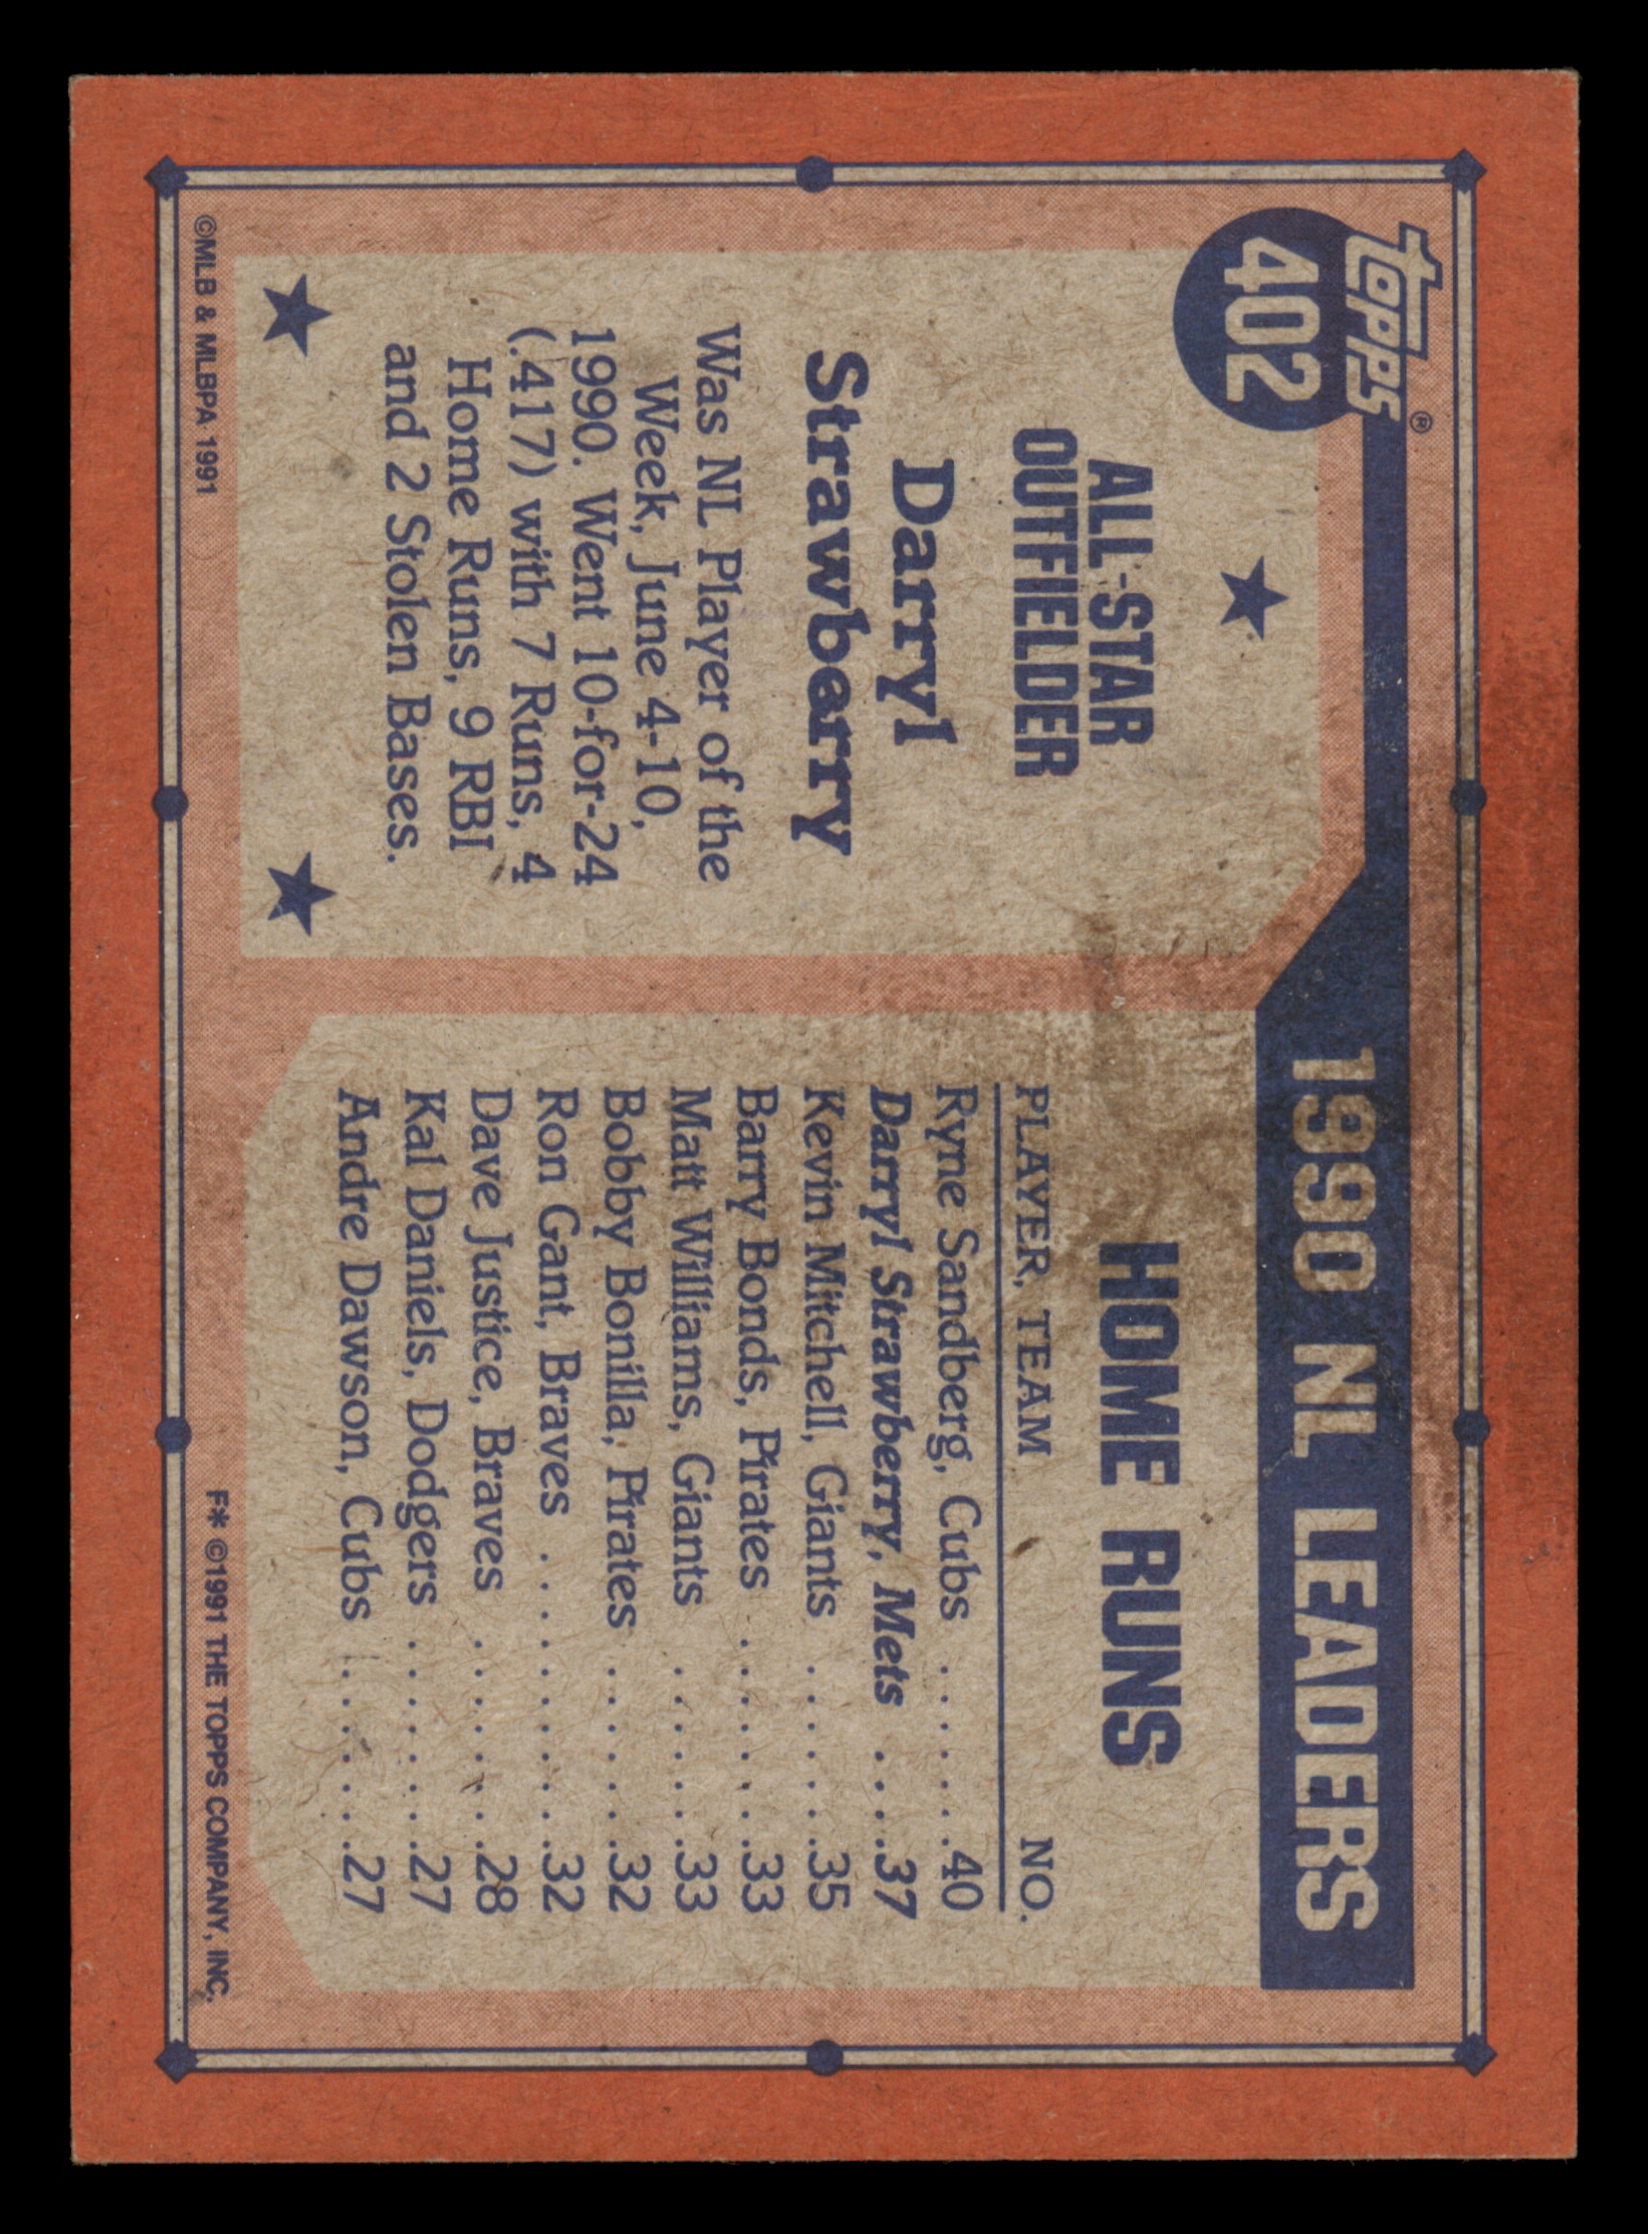 topps®
402
1990 NL LEADERS
ALL-STAR
OUTFIELDER
Darryl
Strawberry
Was NL Player of the
Week, June 4-10,
1990. Went 10-for-24
(.417) with 7 Runs, 4
Home Runs, 9 RBI
and 2 Stolen Bases.
HOME RUNS
PLAYER, TEAM NO.
Ryne Sandberg, Cubs . . . . . . .40
Darryl Strawberry, Mets . . . .37
Kevin Mitchell, Giants . . . . . . .35
Barry Bonds, Pirates . . . . . . . .33
Matt Williams, Giants . . . . . . .33
Bobby Bonilla, Pirates . . . . . . .32
Ron Gant, Braves . . . . . . . . . .32
Dave Justice, Braves . . . . . . . .28
Kal Daniels, Dodgers . . . . . . . .27
Andre Dawson, Cubs . . . . . . . .27
©MLB & MLBPA 1991
F* ©1991 THE TOPPS COMPANY, INC.